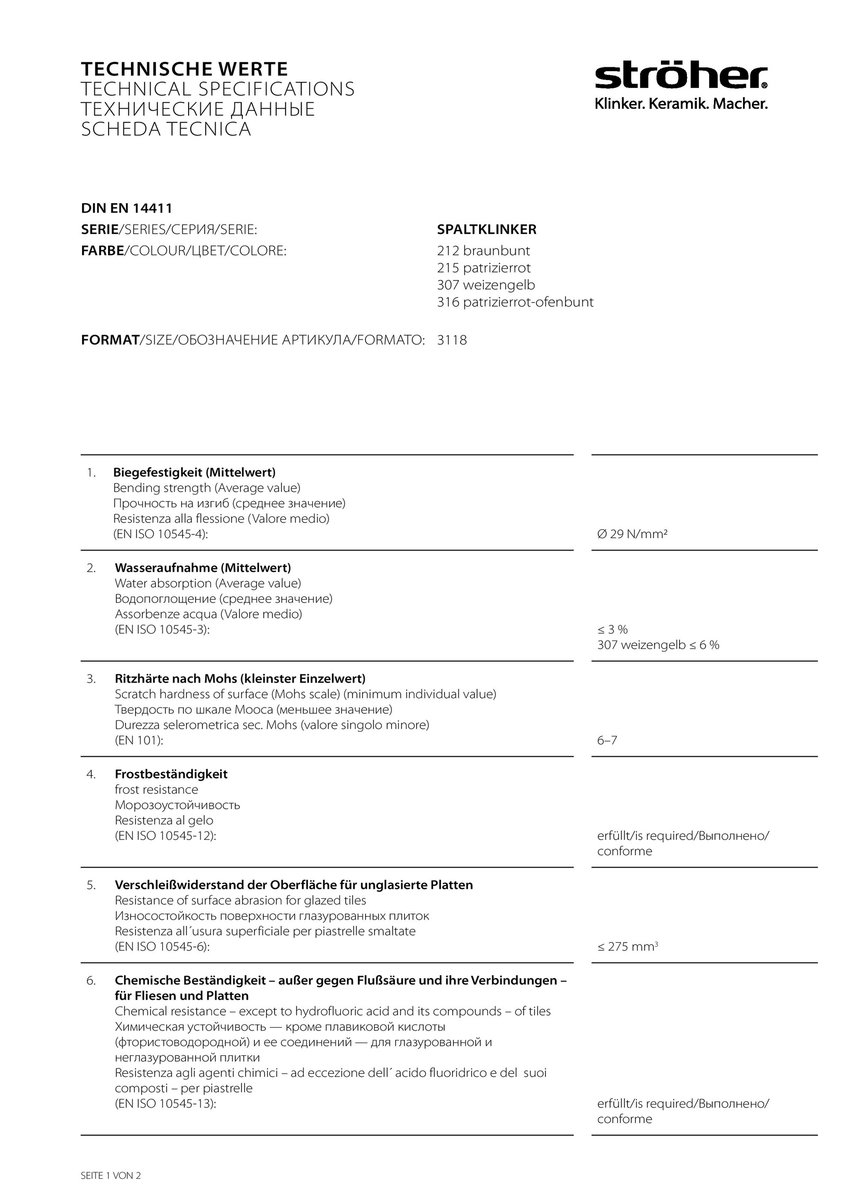 TECHNISCHE WERTE
TECHNICAL SPECIFICATIONS
ТЕХНИЧЕСКИЕ ДАННЫЕ
SCHEDA TECNICA
ströher.®
Klinker. Keramik. Macher.
DIN EN 14411
SERIE/SERIES/СЕРИЯ/SERIE: SPALTKLINKER
FARBE/COLOUR/ЦВЕТ/COLORE: 212 braunbunt
215 patrizierrot
307 weizengelb
316 patrizierrot-ofenbunt
FORMAT/SIZE/ОБОЗНАЧЕНИЕ АРТИКУЛА/FORMATO: 3118
1. Biegefestigkeit (Mittelwert)
Bending strength (Average value)
Прочность на изгиб (среднее значение)
Resistenza alla flessione (Valore medio)
(EN ISO 10545-4): Ø 29 N/mm²
2. Wasseraufnahme (Mittelwert)
Water absorption (Average value)
Водопоглощение (среднее значение)
Assorbenze acqua (Valore medio)
(EN ISO 10545-3): ≤ 3 %
307 weizengelb ≤ 6 %
3. Ritzhärte nach Mohs (kleinster Einzelwert)
Scratch hardness of surface (Mohs scale) (minimum individual value)
Твердость по шкале Мооса (меньшее значение)
Durezza selerometrica sec. Mohs (valore singolo minore)
(EN 101): 6–7
4. Frostbeständigkeit
frost resistance
Морозоустойчивость
Resistenza al gelo
(EN ISO 10545-12): erfüllt/is required/Выполнено/
conforme
5. Verschleißwiderstand der Oberfläche für unglasierte Platten
Resistance of surface abrasion for glazed tiles
Износостойкость поверхности глазурованных плиток
Resistenza all´usura superficiale per piastrelle smaltate
(EN ISO 10545-6): ≤ 275 mm³
6. Chemische Beständigkeit – außer gegen Flußsäure und ihre Verbindungen –
für Fliesen und Platten
Chemical resistance – except to hydrofluoric acid and its compounds – of tiles
Химическая устойчивость — кроме плавиковой кислоты
(фтористоводородной) и ее соединений — для глазурованной и
неглазурованной плитки
Resistenza agli agenti chimici – ad eccezione dell´ acido fluoridrico e del suoi
composti – per piastrelle
(EN ISO 10545-13): erfüllt/is required/Выполнено/
conforme
SEITE 1 VON 2